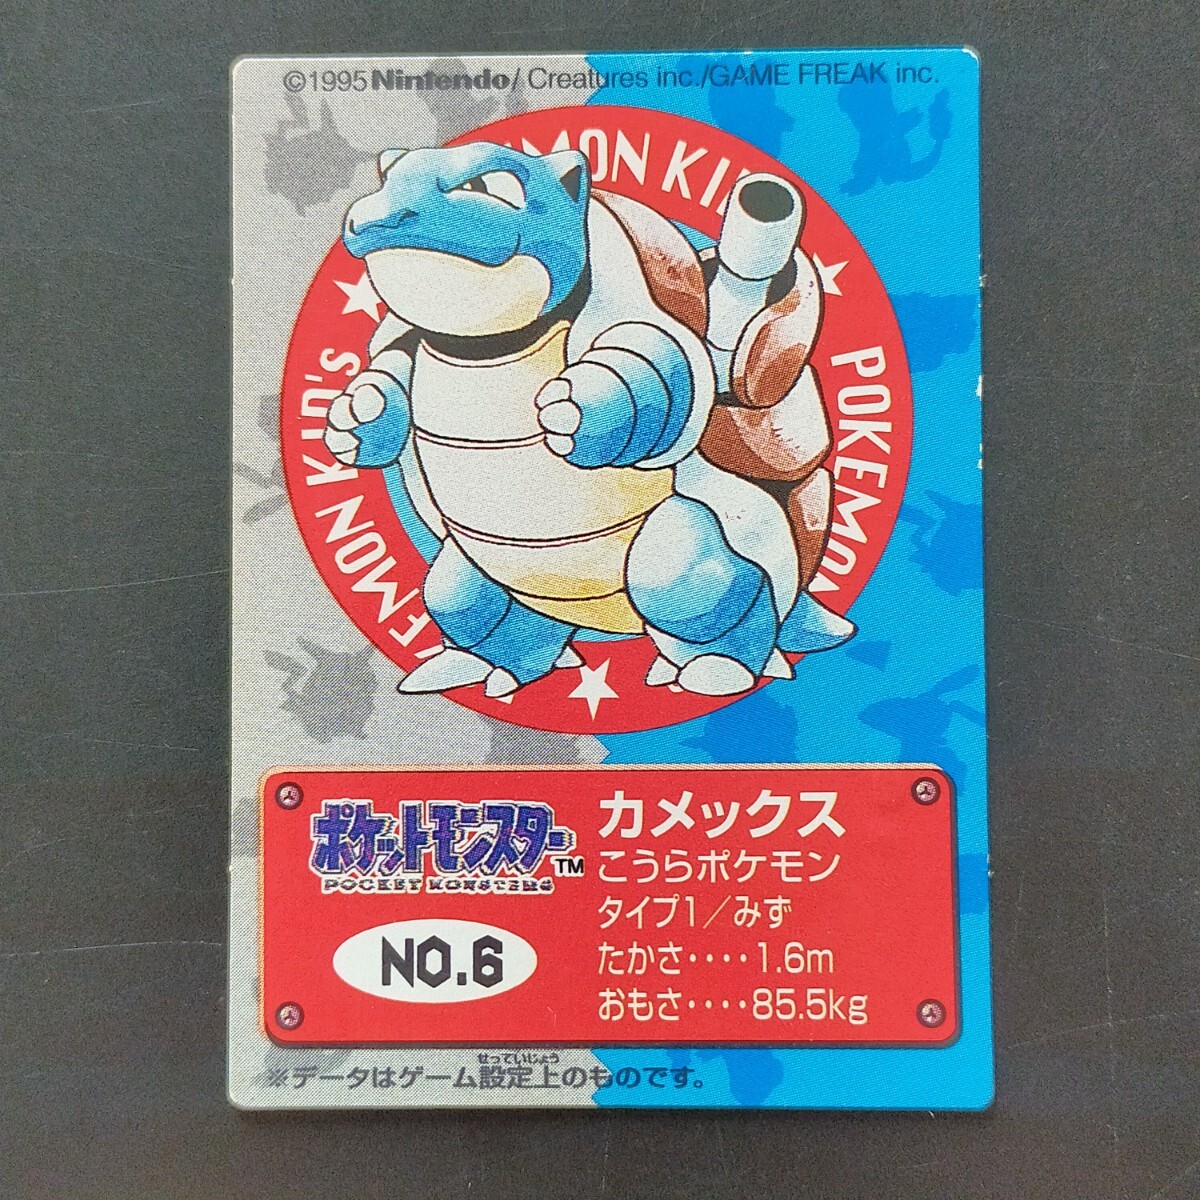 ©1995 Nintendo/Creatures inc./GAME FREAK inc.
POKEMON
KID's
ポケットモンスター™
POCKET MONSTERS
NO.6
カメックス
こうらポケモン
タイプ1／みず
たかさ‥‥1.6m
おもさ‥‥85.5kg
せっていじょう
※データはゲーム設定上のものです。